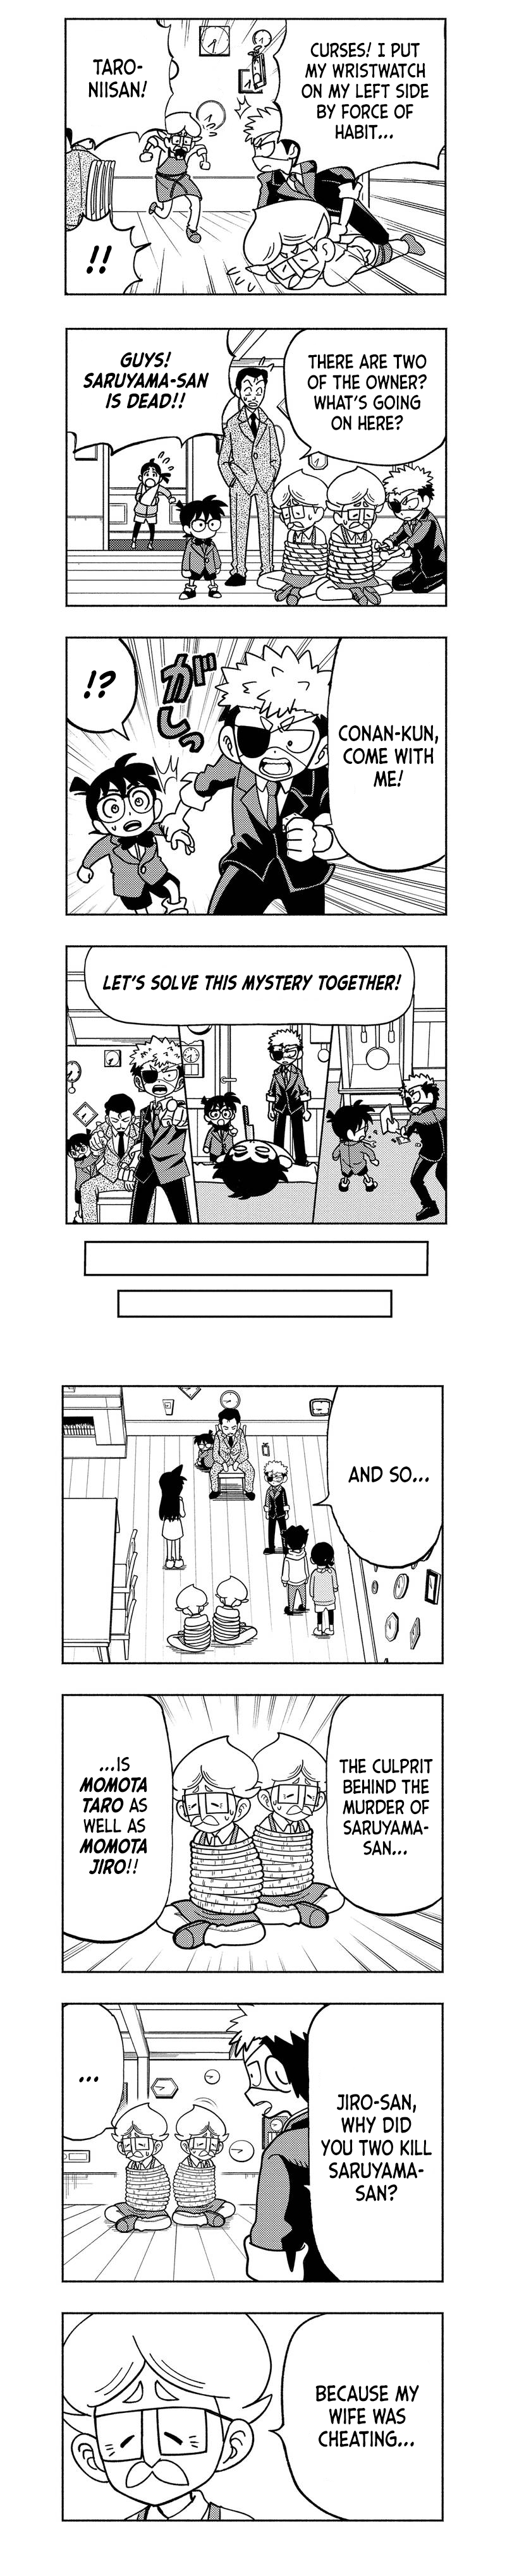 CURSES! I PUT
MY WRISTWATCH
ON MY LEFT SIDE
BY FORCE OF
HABIT...
TARO-
NIISAN!
!!
THERE ARE TWO
OF THE OWNER?
WHAT'S GOING
ON HERE?
GUYS!
SARUYAMA-SAN
IS DEAD!!
CONAN-KUN,
COME WITH
ME!
がしっ
!?
LET'S SOLVE THIS MYSTERY TOGETHER!
AND SO...
THE CULPRIT
BEHIND THE
MURDER OF
SARUYAMA-
SAN...
...IS
MOMOTA
TARO AS
WELL AS
MOMOTA
JIRO!!
JIRO-SAN,
WHY DID
YOU TWO KILL
SARUYAMA-
SAN?
...
BECAUSE MY
WIFE WAS
CHEATING...